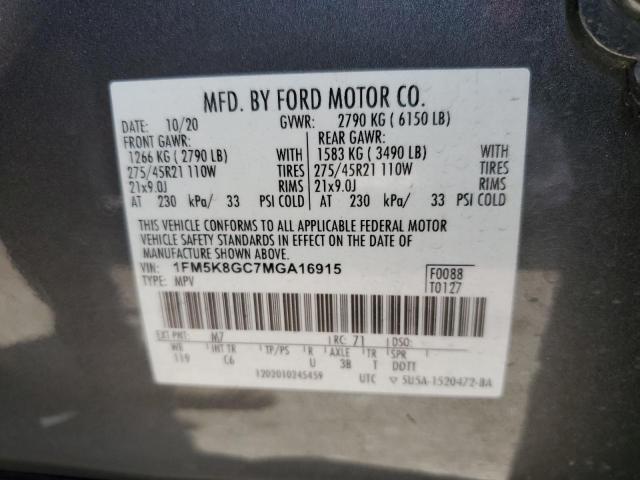 MFD. BY FORD MOTOR CO.
DATE: 10/20 GVWR: 2790 KG ( 6150 LB)
FRONT GAWR: REAR GAWR:
1266 KG ( 2790 LB) WITH 1583 KG ( 3490 LB) WITH
275/45R21 110W TIRES 275/45R21 110W TIRES
21x9.0J RIMS 21x9.0J RIMS
AT 230 kPa/ 33 PSI COLD AT 230 kPa/ 33 PSI COLD
THIS VEHICLE CONFORMS TO ALL APPLICABLE FEDERAL MOTOR
VEHICLE SAFETY STANDARDS IN EFFECT ON THE DATE OF
MANUFACTURE SHOWN ABOVE.
VIN: 1FM5K8GC7MGA16915 F0088
TYPE: MPV T0127
EXT PNT: M7 RC: 71 DSO:
WB INT TR TP/PS R AXLE TR SPR
119 C6 U 3B T DDTT
1202010245459 UTC ▽ 5U5A-1520472-BA